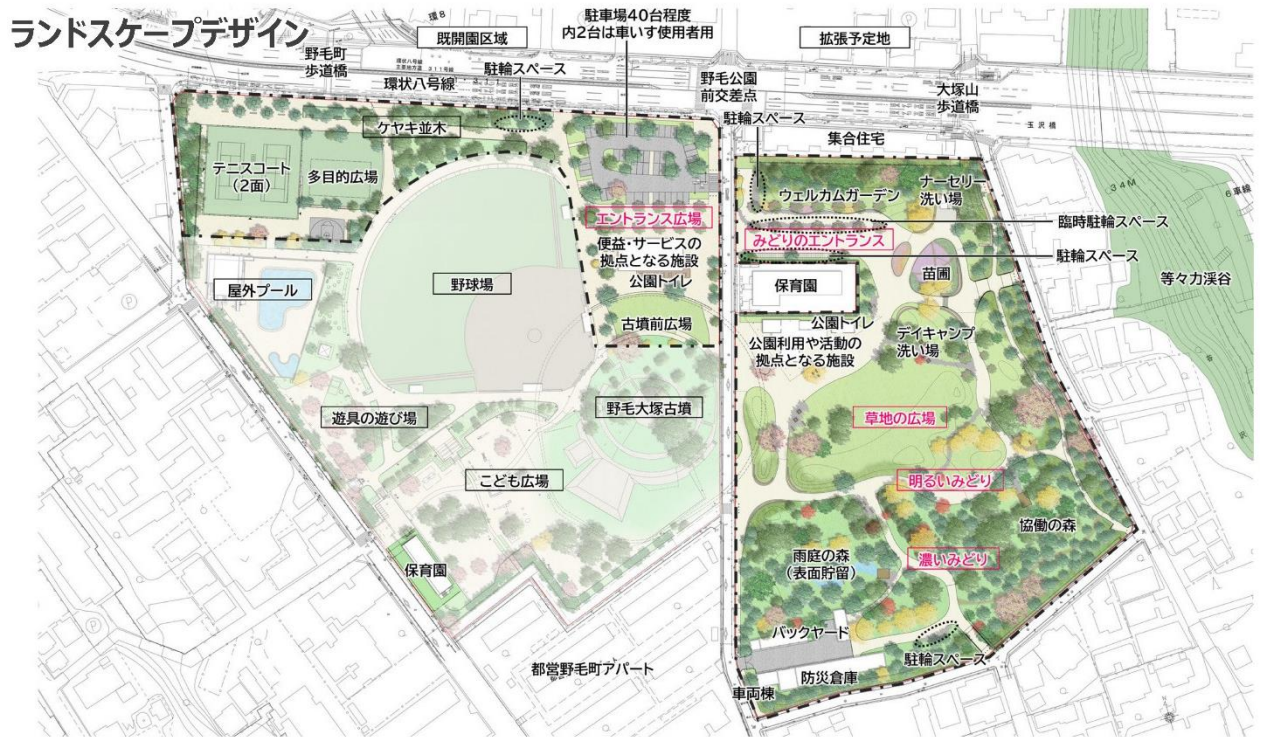 ランドスケープデザイン
環8
既開園区域
駐車場40台程度
内2台は車いす使用者用
拡張予定地
野毛町
歩道橋
環状八号線
駐輪スペース
野毛公園
前交差点
大塚山
歩道橋
駐輪スペース
玉沢橋
集合住宅
ケヤキ並木
テニスコート
(2面)
多目的広場
エントランス広場
便益・サービスの
拠点となる施設
公園トイレ
古墳前広場
屋外プール
野球場
遊具の遊び場
野毛大塚古墳
こども広場
保育園
都営野毛町アパート
ウェルカムガーデン
ナーセリー
洗い場
34M
6車線
臨時駐輪スペース
みどりのエントランス
駐輪スペース
保育園
苗圃
等々力渓谷
公園トイレ
公園利用や活動の
拠点となる施設
デイキャンプ
洗い場
草地の広場
明るいみどり
協働の森
雨庭の森
(表面貯留)
濃いみどり
バックヤード
駐輪スペース
防災倉庫
車両棟